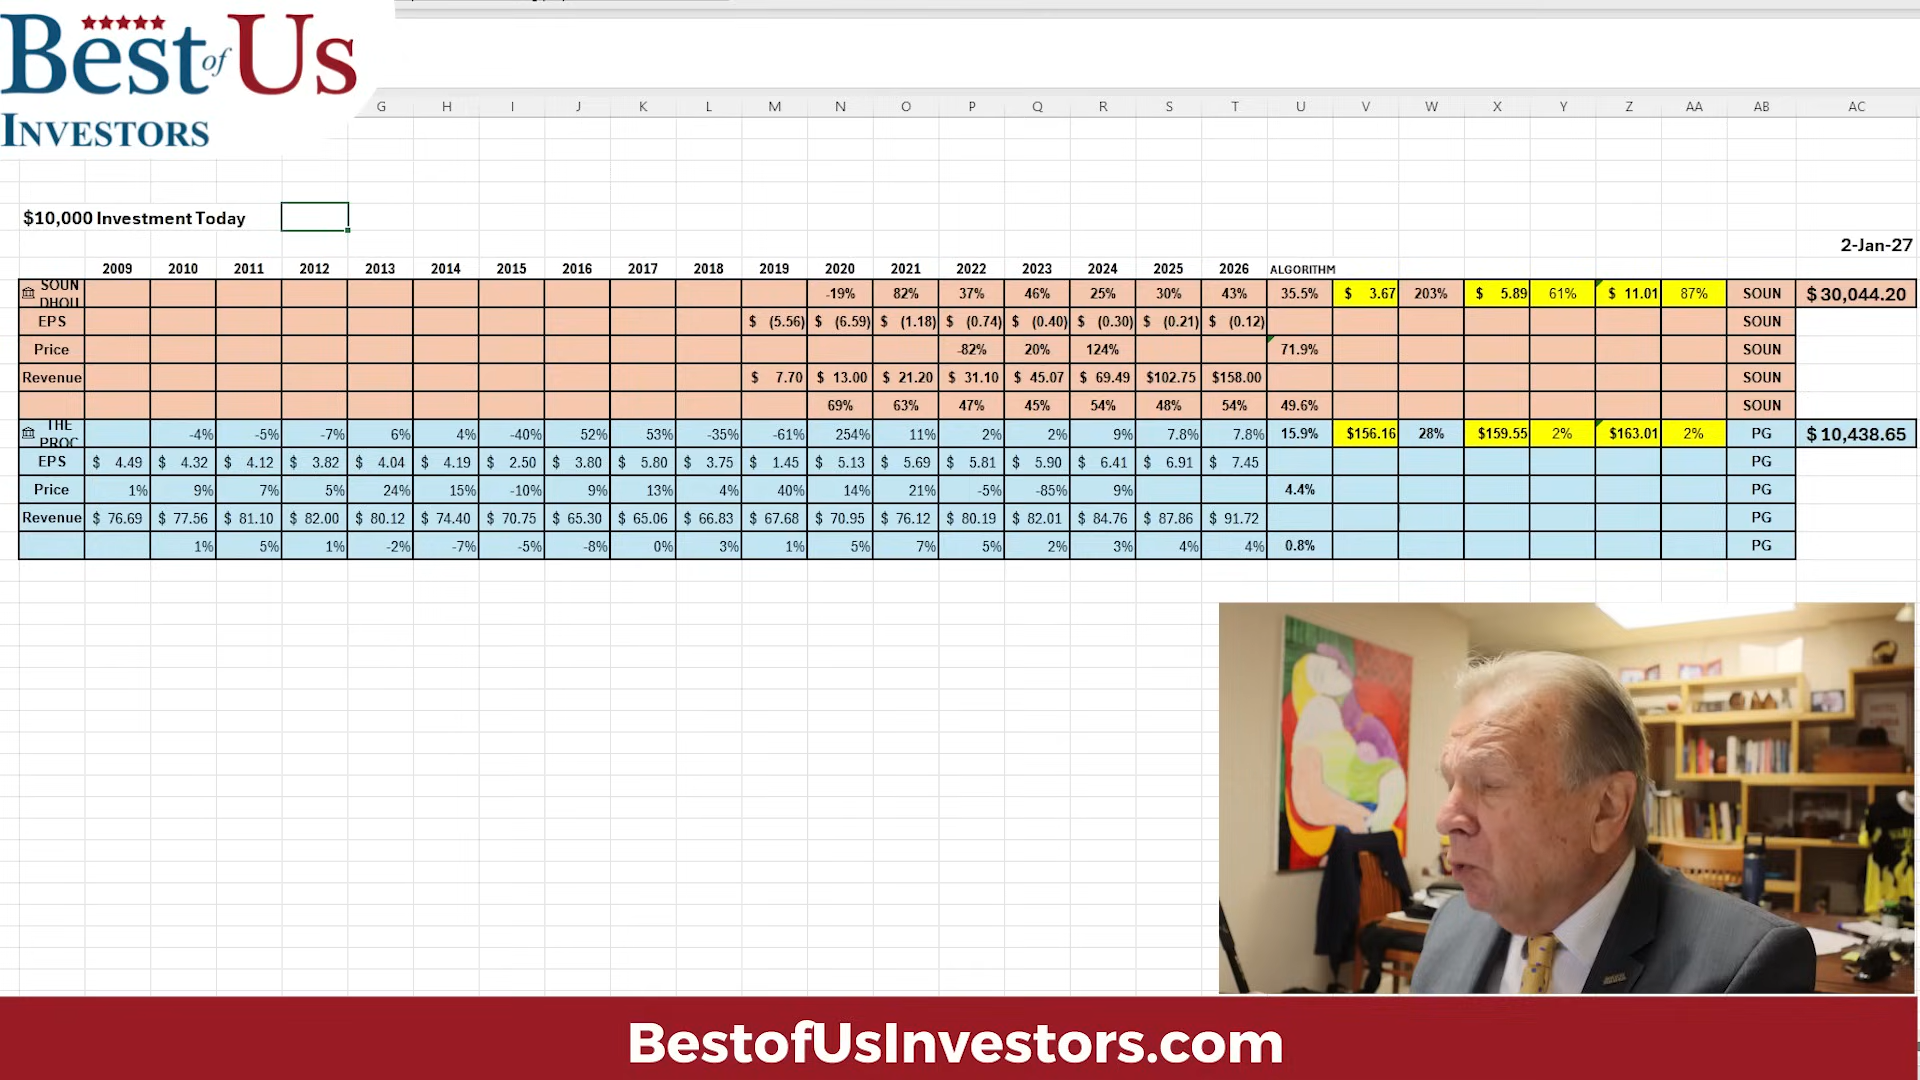 Best of Us
INVESTORS
G H I J K L M N O P Q R S T U V W X Y Z AA AB AC
$10,000 Investment Today
2-Jan-27
2009 2010 2011 2012 2013 2014 2015 2016 2017 2018 2019 2020 2021 2022 2023 2024 2025 2026 ALGORITHM
SOUN DHOU -19% 82% 37% 46% 25% 30% 43% 35.5% $ 3.67 203% $ 5.89 61% $ 11.01 87% SOUN $ 30,044.20
EPS $ (5.56) $ (6.59) $ (1.18) $ (0.74) $ (0.40) $ (0.30) $ (0.21) $ (0.12) SOUN
Price -82% 20% 124% 71.9% SOUN
Revenue $ 7.70 $ 13.00 $ 21.20 $ 31.10 $ 45.07 $ 69.49 $102.75 $158.00 SOUN
69% 63% 47% 45% 54% 48% 54% 49.6% SOUN
THE PROC -4% -5% -7% 6% 4% -40% 52% 53% -35% -61% 254% 11% 2% 2% 9% 7.8% 7.8% 15.9% $156.16 28% $159.55 2% $163.01 2% PG $ 10,438.65
EPS $ 4.49 $ 4.32 $ 4.12 $ 3.82 $ 4.04 $ 4.19 $ 2.50 $ 3.80 $ 5.80 $ 3.75 $ 1.45 $ 5.13 $ 5.69 $ 5.81 $ 5.90 $ 6.41 $ 6.91 $ 7.45 PG
Price 1% 9% 7% 5% 24% 15% -10% 9% 13% 4% 40% 14% 21% -5% -85% 9% 4.4% PG
Revenue $ 76.69 $ 77.56 $ 81.10 $ 82.00 $ 80.12 $ 74.40 $ 70.75 $ 65.30 $ 65.06 $ 66.83 $ 67.68 $ 70.95 $ 76.12 $ 80.19 $ 82.01 $ 84.76 $ 87.86 $ 91.72 PG
1% 5% 1% -2% -7% -5% -8% 0% 3% 1% 5% 7% 5% 2% 3% 4% 4% 0.8% PG
BestofUsInvestors.com